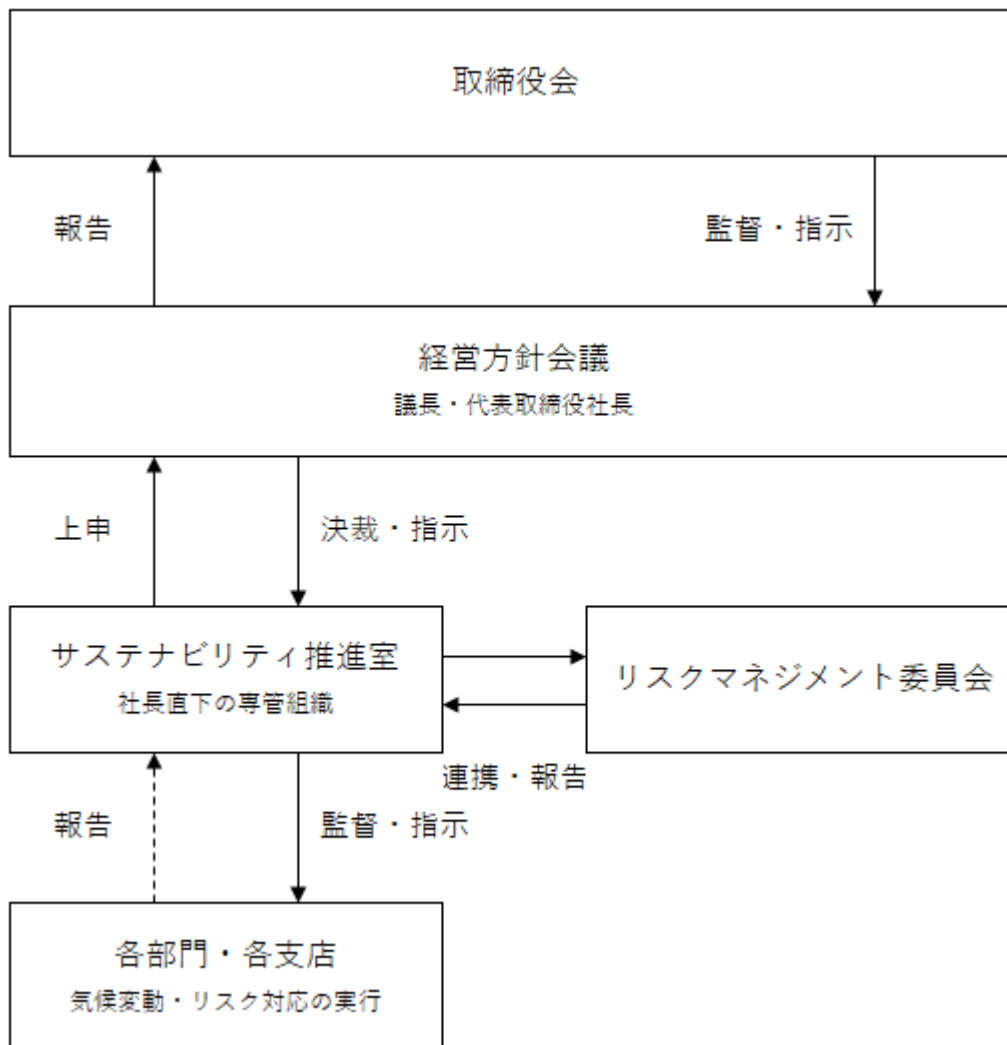 取締役会
報告
監督・指示
経営方針会議
議長・代表取締役社長
上申
決裁・指示
サステナビリティ推進室
社長直下の専管組織
リスクマネジメント委員会
連携・報告
報告
監督・指示
各部門・各支店
気候変動・リスク対応の実行